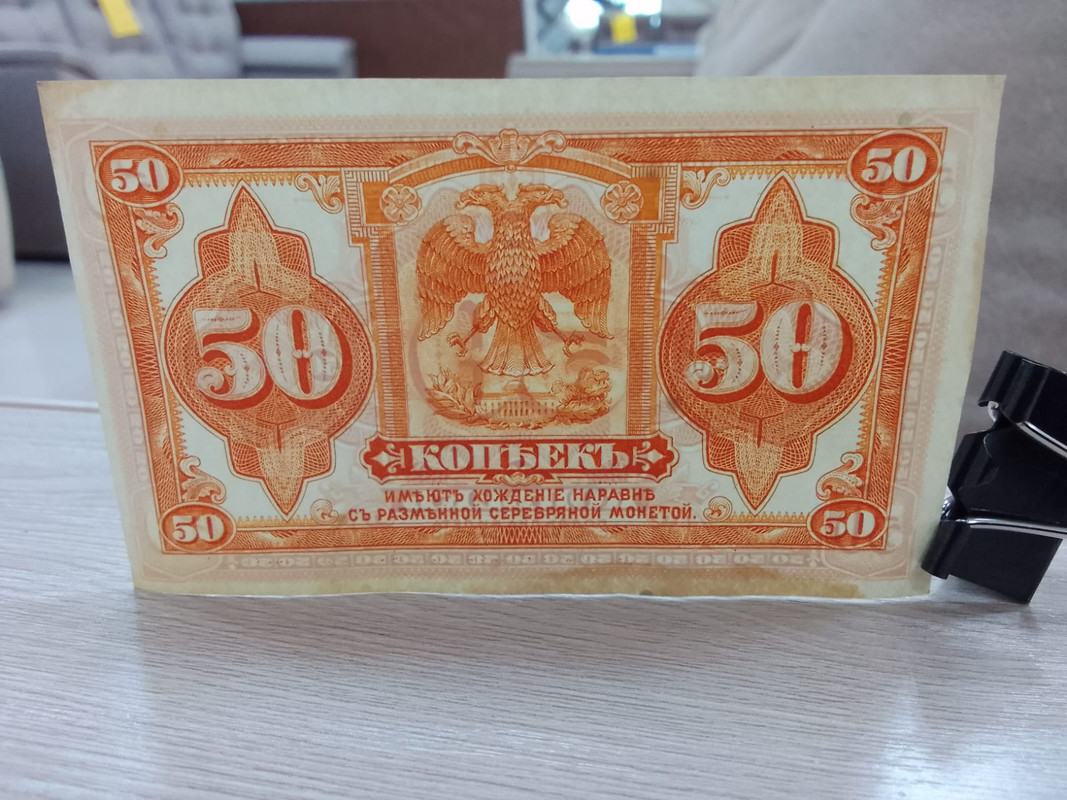 50 50
50 50
КОПѢЕКЪ
ИМѢЮТЪ ХОЖДЕНІЕ НАРАВНѢ
СЪ РАЗМѢННОЙ СЕРЕБРЯНОЙ МОНЕТОЙ.
50 50